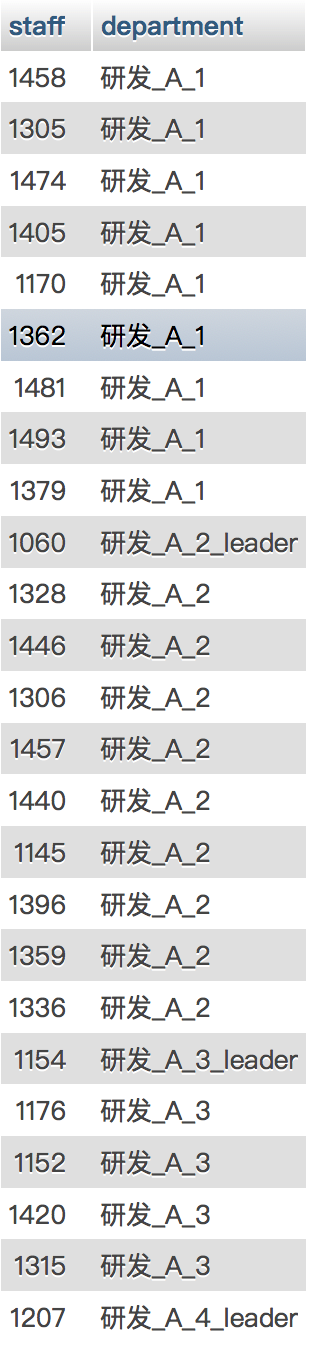 staff department
1458 研发_A_1
1305 研发_A_1
1474 研发_A_1
1405 研发_A_1
1170 研发_A_1
1362 研发_A_1
1481 研发_A_1
1493 研发_A_1
1379 研发_A_1
1060 研发_A_2_leader
1328 研发_A_2
1446 研发_A_2
1306 研发_A_2
1457 研发_A_2
1440 研发_A_2
1145 研发_A_2
1396 研发_A_2
1359 研发_A_2
1336 研发_A_2
1154 研发_A_3_leader
1176 研发_A_3
1152 研发_A_3
1420 研发_A_3
1315 研发_A_3
1207 研发_A_4_leader